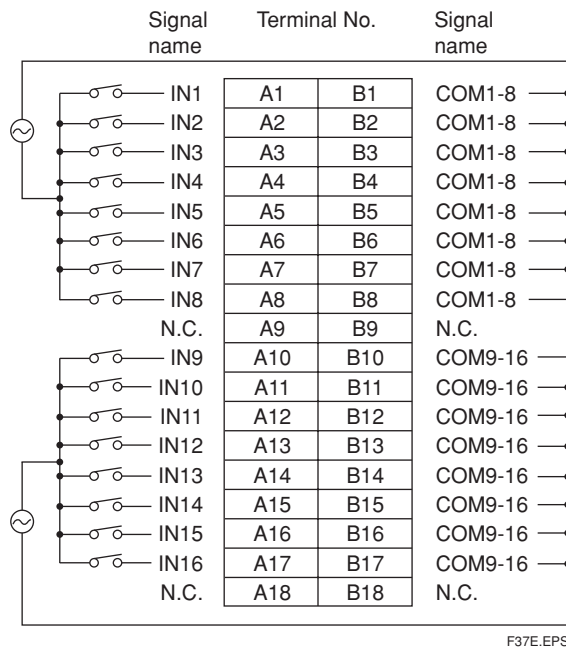 Signal name Terminal No. Signal name
IN1 A1 B1 COM1-8
IN2 A2 B2 COM1-8
IN3 A3 B3 COM1-8
IN4 A4 B4 COM1-8
IN5 A5 B5 COM1-8
IN6 A6 B6 COM1-8
IN7 A7 B7 COM1-8
IN8 A8 B8 COM1-8
N.C. A9 B9 N.C.
IN9 A10 B10 COM9-16
IN10 A11 B11 COM9-16
IN11 A12 B12 COM9-16
IN12 A13 B13 COM9-16
IN13 A14 B14 COM9-16
IN14 A15 B15 COM9-16
IN15 A16 B16 COM9-16
IN16 A17 B17 COM9-16
N.C. A18 B18 N.C.
F37E.EPS